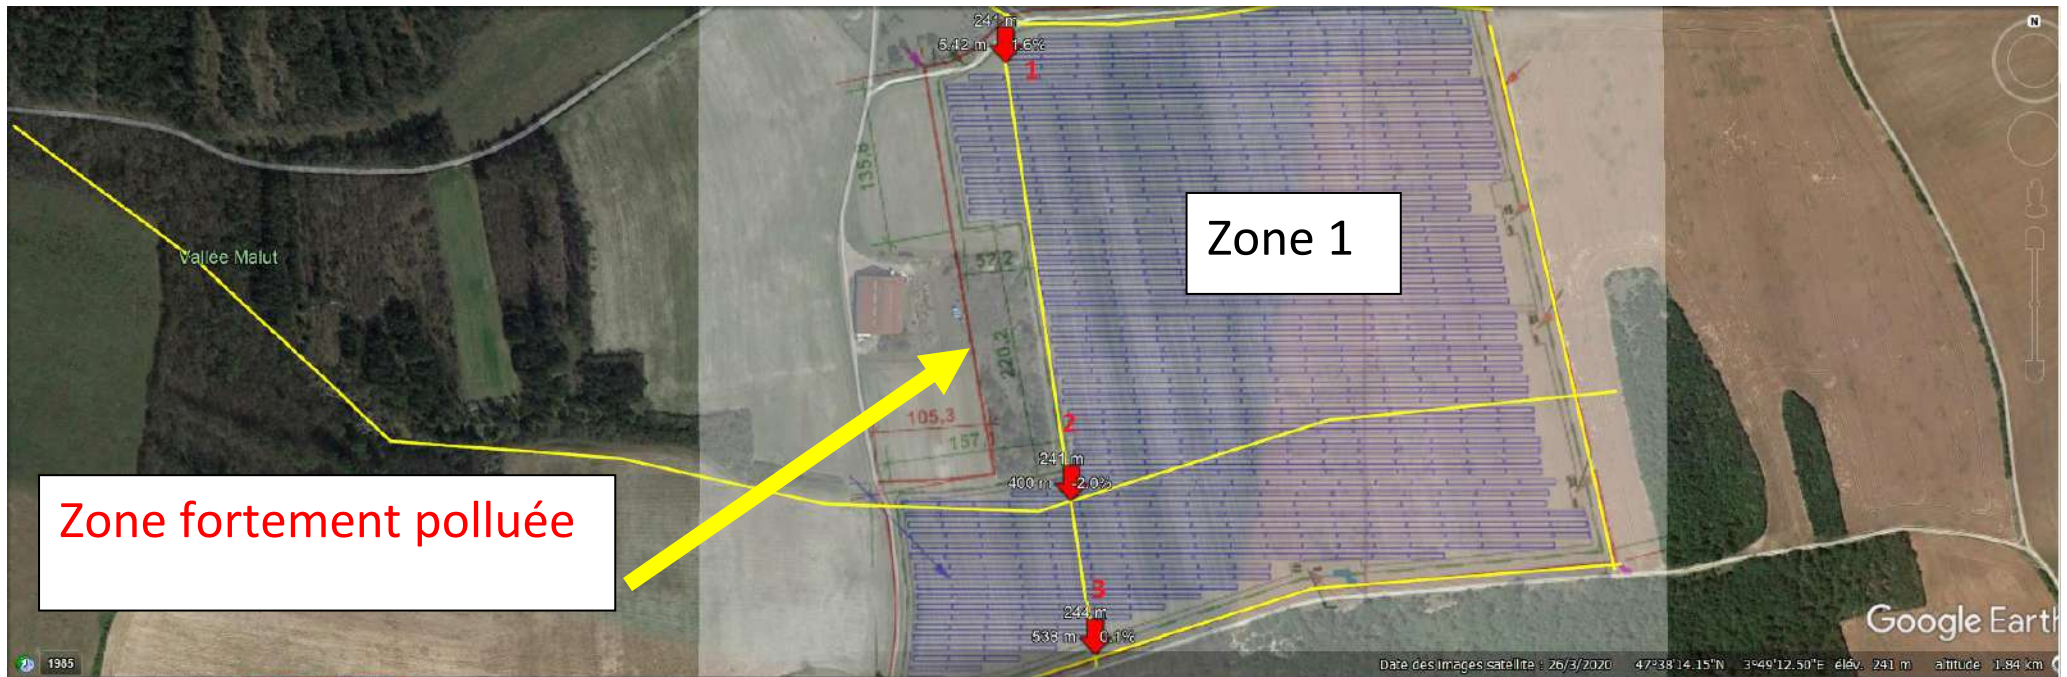 N
241 m
5.42 m 1.6%
1
135,8
Zone 1
Vallée Malut
57,2
220,2
105,3
157,1
2
241 m
400 m -2.0%
Zone fortement polluée
3
244 m
538 m 0.1%
Google Earth
1985
Date des images satellite : 26/3/2020 47°38'14.15"N 3°49'12.50"E élév. 241 m altitude 1.84 km